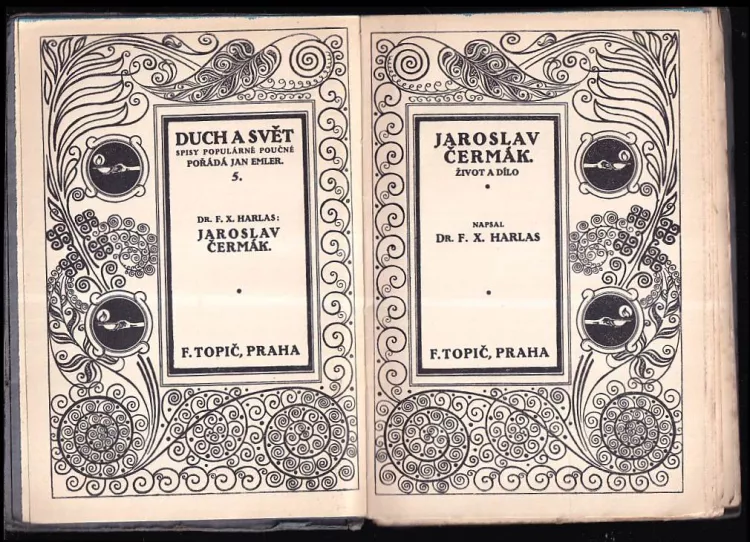 DUCH A SVĚT
SPISY POPULÁRNĚ POUČNÉ
POŘÁDÁ JAN EMLER.
5.
DR. F. X. HARLAS:
JAROSLAV
ČERMÁK.
F. TOPIČ, PRAHA
JAROSLAV
ČERMÁK.
ŽIVOT A DÍLO
NAPSAL
DR. F. X. HARLAS
F. TOPIČ, PRAHA